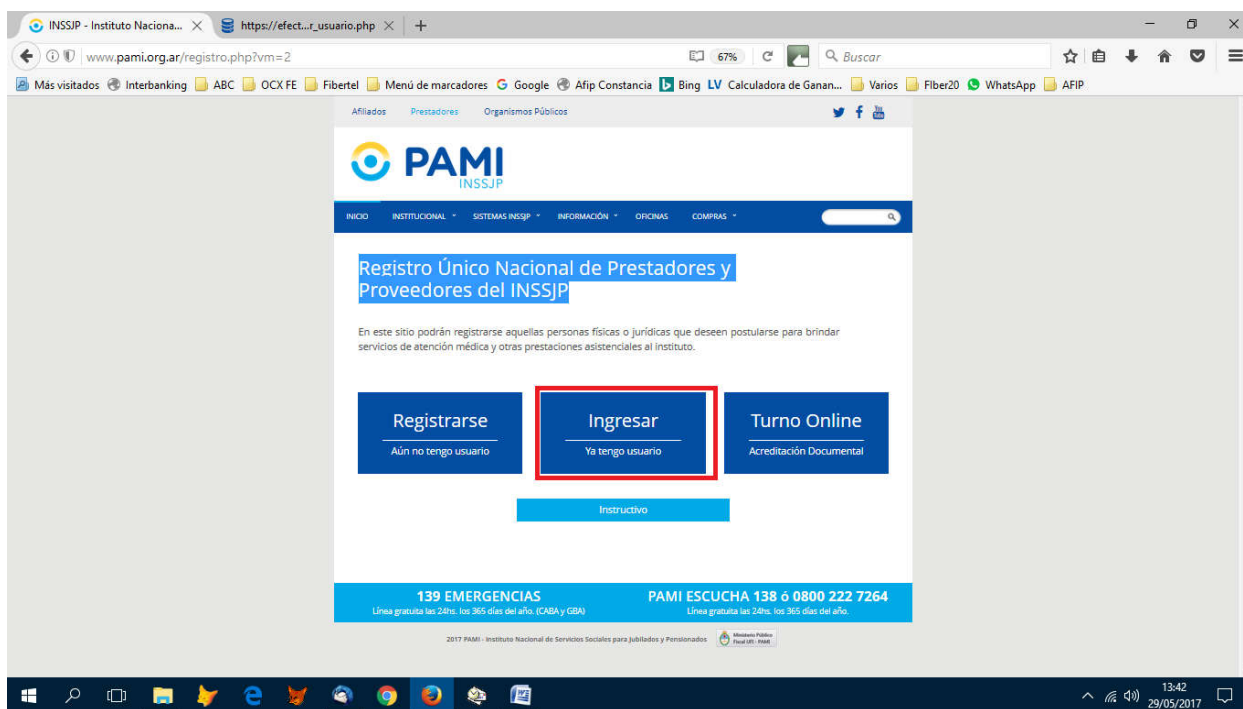 INSSJP - Instituto Naciona...
https://efect...r_usuario.php
www.pami.org.ar/registro.php?vm=2
67%
Buscar
Más visitados Interbanking ABC OCX FE Fibertel Menú de marcadores Google Afip Constancia Bing LV Calculadora de Ganan... Varios FIber20 WhatsApp AFIP
Afiliados Prestadores Organismos Públicos
PAMI
INSSJP
INICIO INSTITUCIONAL SISTEMAS INSSJP INFORMACIÓN OFICINAS COMPRAS
Registro Único Nacional de Prestadores y
Proveedores del INSSJP
En este sitio podrán registrarse aquellas personas físicas o jurídicas que deseen postularse para brindar
servicios de atención médica y otras prestaciones asistenciales al instituto.
Registrarse
Aún no tengo usuario
Ingresar
Ya tengo usuario
Turno Online
Acreditación Documental
Instructivo
139 EMERGENCIAS
Línea gratuita las 24hs. los 365 días del año. (CABA y GBA)
PAMI ESCUCHA 138 ó 0800 222 7264
Línea gratuita las 24hs. los 365 días del año.
2017 PAMI - Instituto Nacional de Servicios Sociales para Jubilados y Pensionados
Ministerio Público
Fiscal UFI - PAMI
13:42
29/05/2017